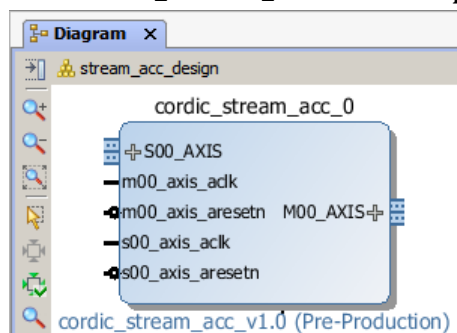 Diagram X
stream_acc_design
cordic_stream_acc_0
S00_AXIS
m00_axis_aclk
m00_axis_aresetn M00_AXIS
s00_axis_aclk
s00_axis_aresetn
cordic_stream_acc_v1.0 (Pre-Production)